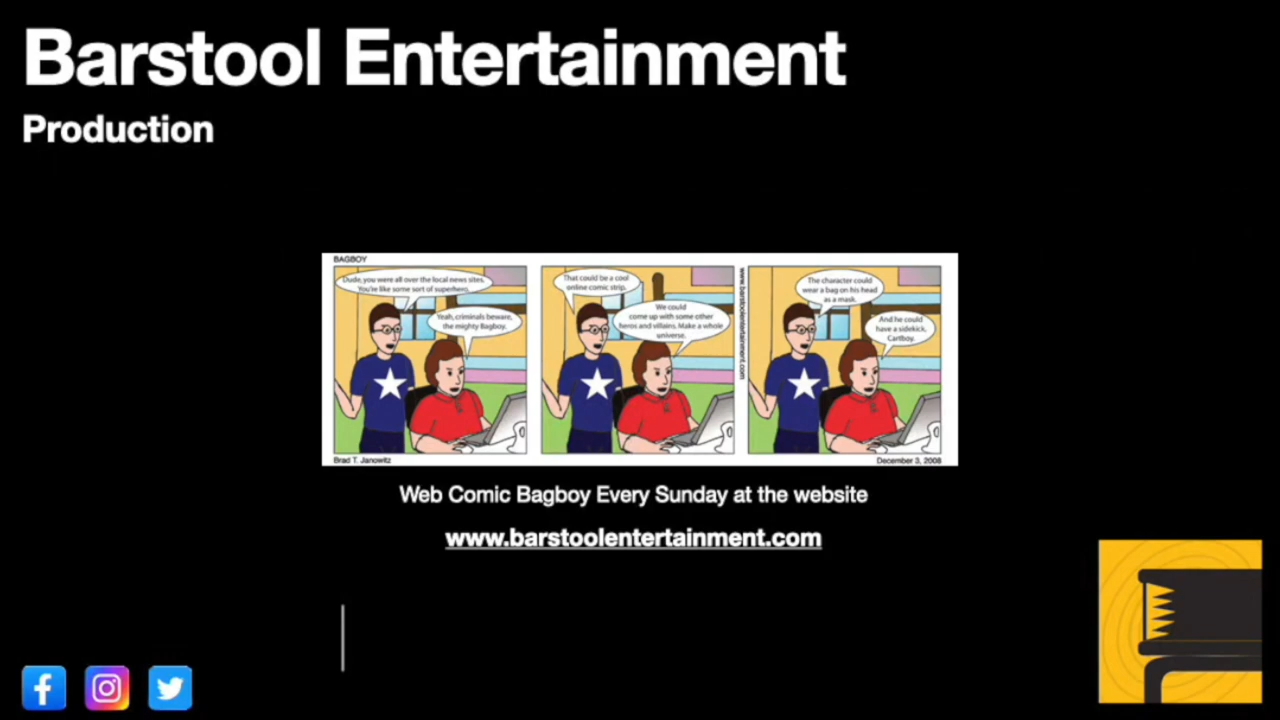 Barstool Entertainment
Production
BAGBOY
Dude, you were all over the local news sites.
You're like some sort of superhero.
Yeah, criminals beware,
the mighty Bagboy.
That could be a cool
online comic strip.
We could
come up with some other
heros and villains. Make a whole
universe.
www.barstoolentertainment.com
The character could
wear a bag on his head
as a mask.
And he could
have a sidekick,
Cartboy.
Brad T. Janowitz
December 3, 2008
Web Comic Bagboy Every Sunday at the website
www.barstoolentertainment.com